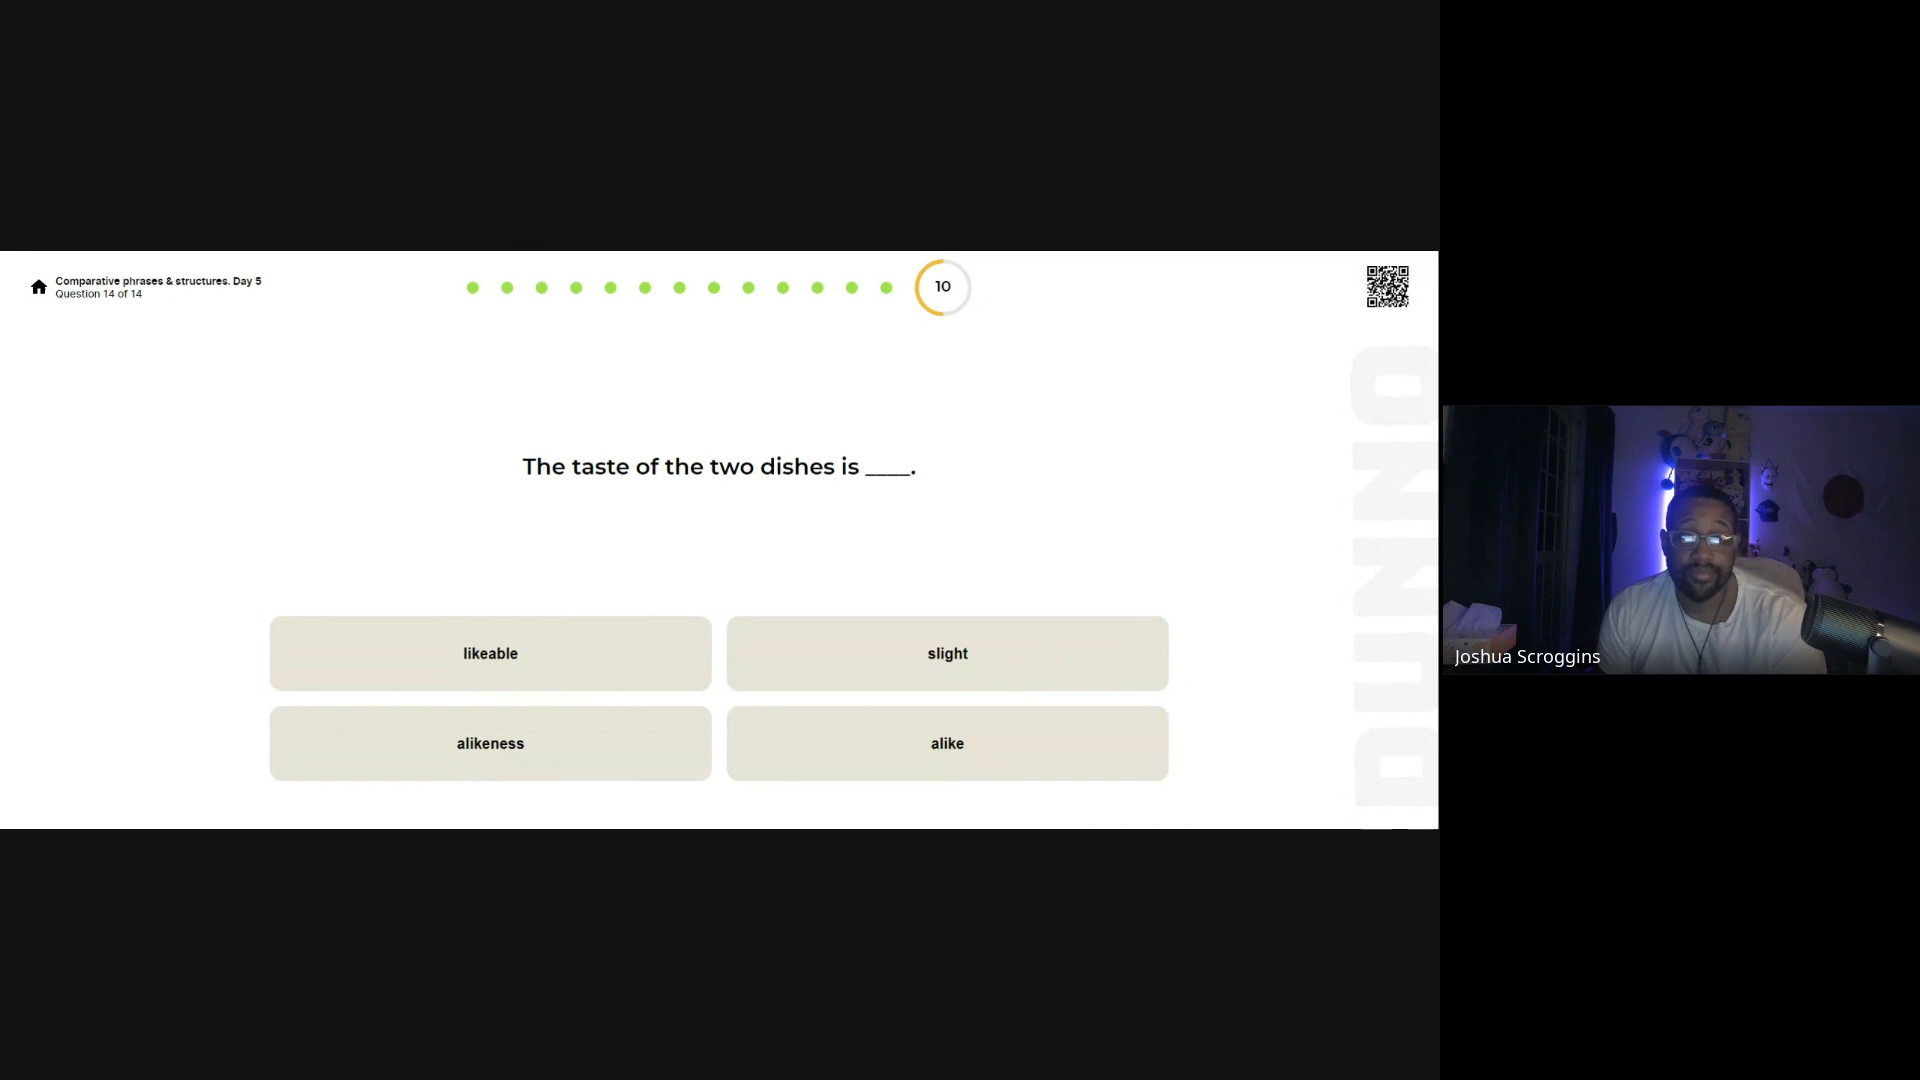 Comparative phrases & structures. Day 5
Question 14 of 14
10
The taste of the two dishes is ____.
likeable
slight
alikeness
alike
DUNNO
Joshua Scroggins